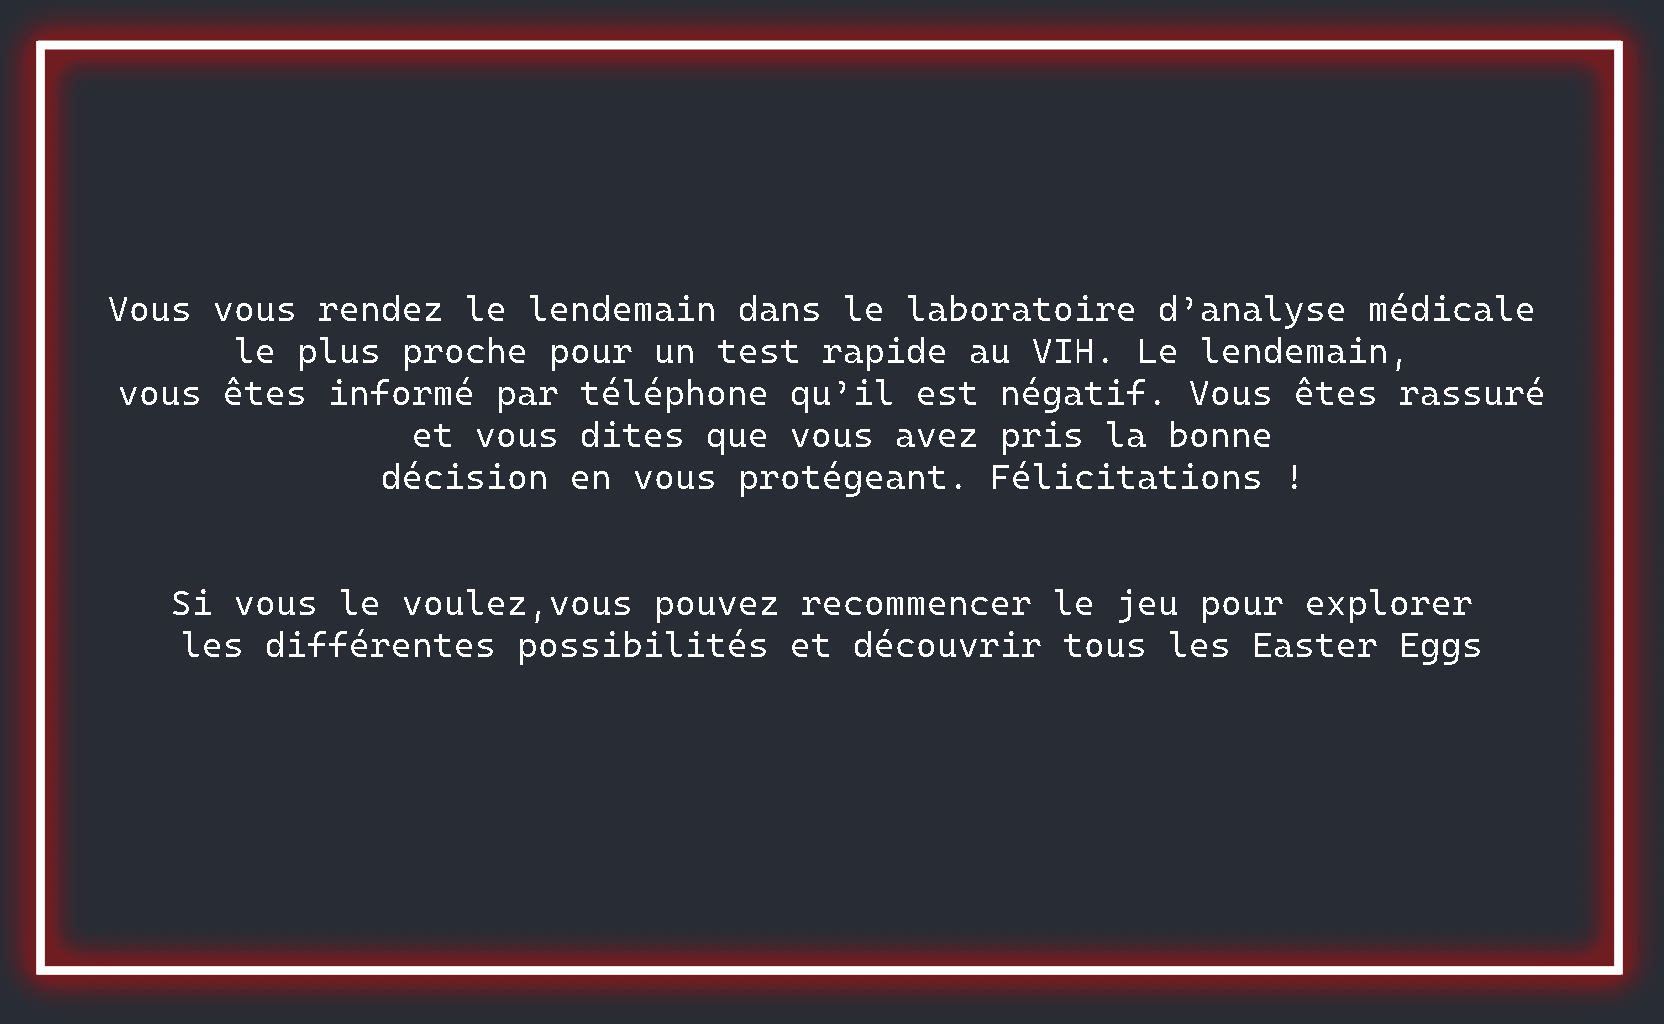 Vous vous rendez le lendemain dans le laboratoire d’analyse médicale
le plus proche pour un test rapide au VIH. Le lendemain,
vous êtes informé par téléphone qu’il est négatif. Vous êtes rassuré
et vous dites que vous avez pris la bonne
décision en vous protégeant. Félicitations !
Si vous le voulez,vous pouvez recommencer le jeu pour explorer
les différentes possibilités et découvrir tous les Easter Eggs